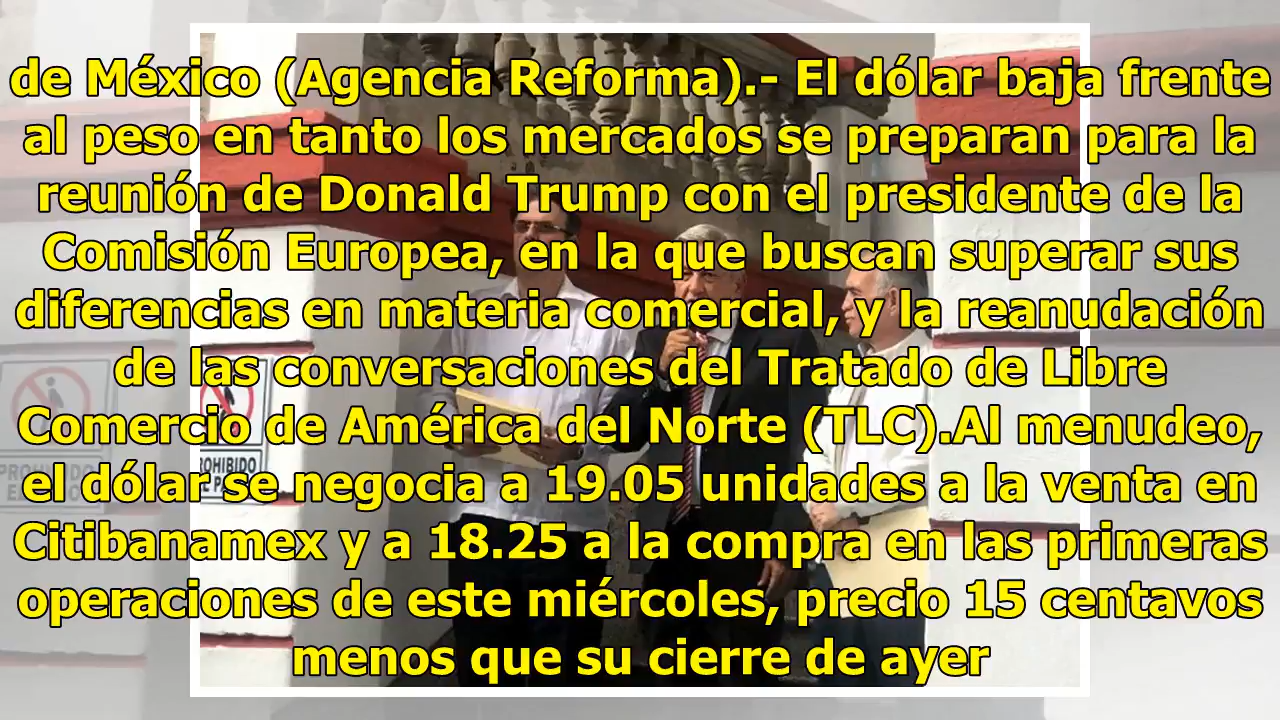 de México (Agencia Reforma).- El dólar baja frente
al peso en tanto los mercados se preparan para la
reunión de Donald Trump con el presidente de la
Comisión Europea, en la que buscan superar sus
diferencias en materia comercial, y la reanudación
de las conversaciones del Tratado de Libre
Comercio de América del Norte (TLC).Al menudeo,
el dólar se negocia a 19.05 unidades a la venta en
Citibanamex y a 18.25 a la compra en las primeras
operaciones de este miércoles, precio 15 centavos
menos que su cierre de ayer
PROHIBIDO